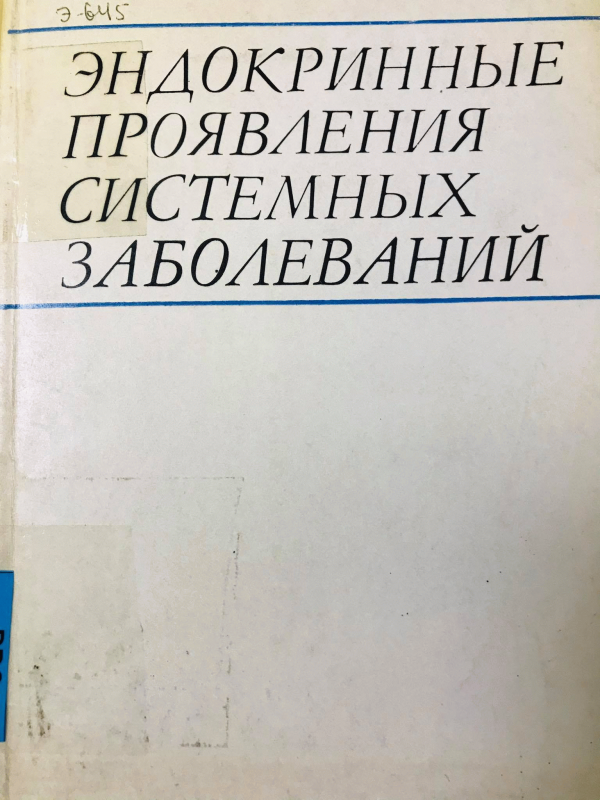 Э-645
ЭНДОКРИННЫЕ
ПРОЯВЛЕНИЯ
СИСТЕМНЫХ
ЗАБОЛЕВАНИЙ